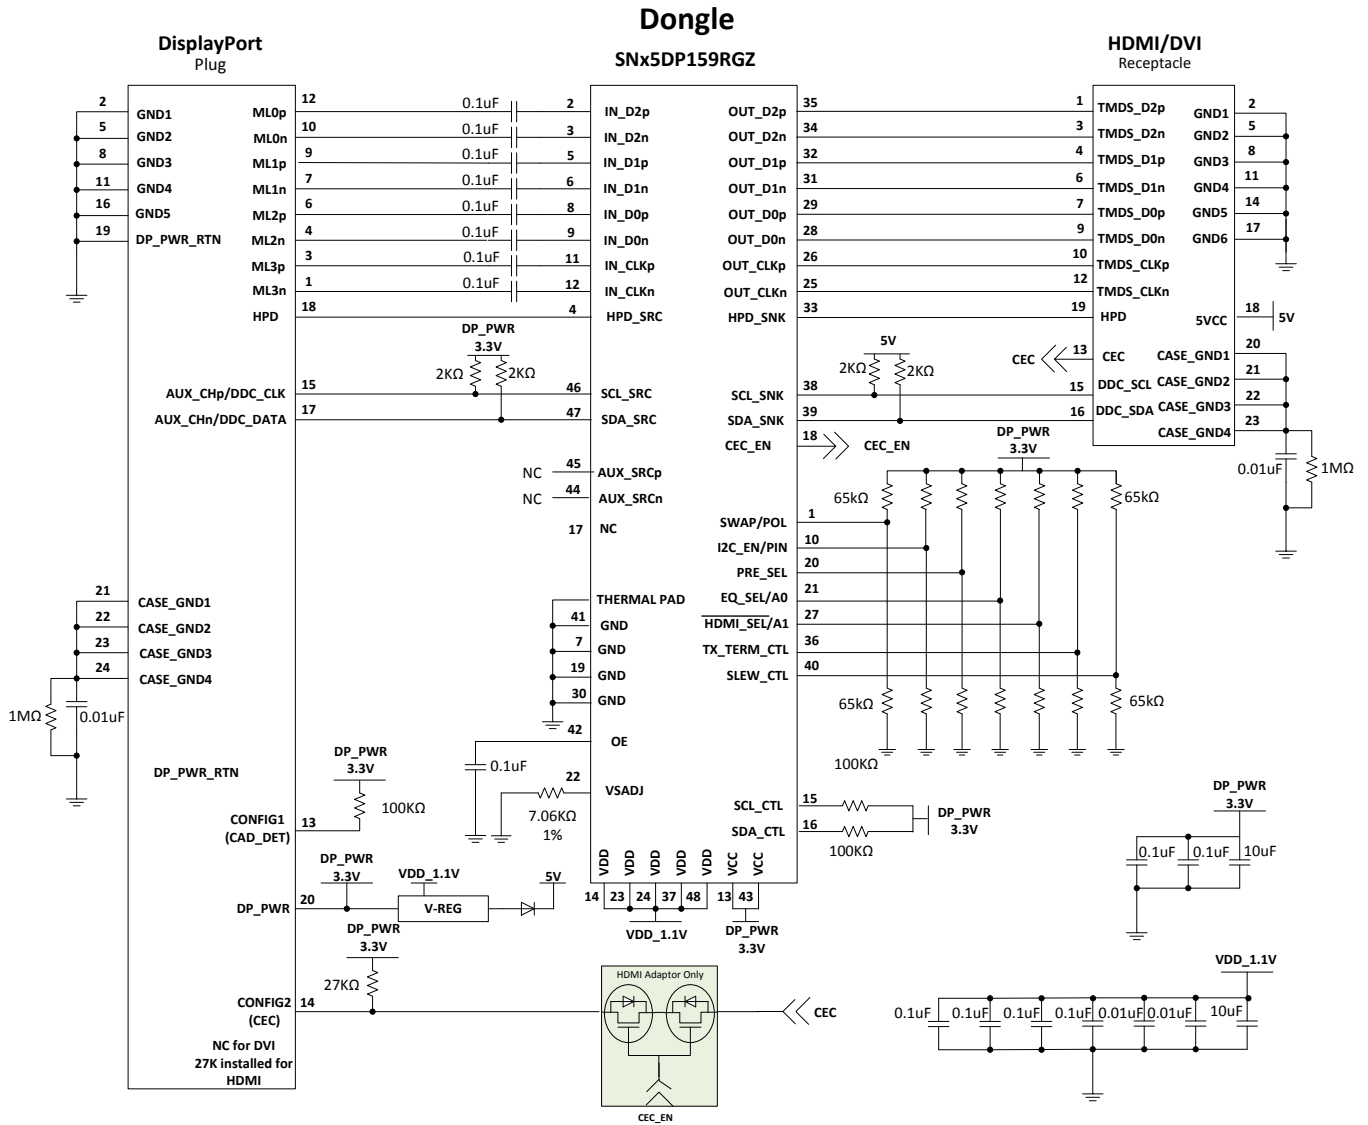 Dongle
DisplayPort
Plug
SNx5DP159RGZ
HDMI/DVI
Receptacle
2 GND1
5 GND2
8 GND3
11 GND4
16 GND5
19 DP_PWR_RTN
ML0p 12 0.1uF 2 IN_D2p
ML0n 10 0.1uF 3 IN_D2n
ML1p 9 0.1uF 5 IN_D1p
ML1n 7 0.1uF 6 IN_D1n
ML2p 6 0.1uF 8 IN_D0p
ML2n 4 0.1uF 9 IN_D0n
ML3p 3 0.1uF 11 IN_CLKp
ML3n 1 0.1uF 12 IN_CLKn
HPD 18 4 HPD_SRC
OUT_D2p 35 1 TMDS_D2p
OUT_D2n 34 3 TMDS_D2n
OUT_D1p 32 4 TMDS_D1p
OUT_D1n 31 6 TMDS_D1n
OUT_D0p 29 7 TMDS_D0p
OUT_D0n 28 9 TMDS_D0n
OUT_CLKp 26 10 TMDS_CLKp
OUT_CLKn 25 12 TMDS_CLKn
HPD_SNK 33 19 HPD
GND1 2
GND2 5
GND3 8
GND4 11
GND5 14
GND6 17
5VCC 18 5V
DP_PWR
3.3V
2KΩ 2KΩ
AUX_CHp/DDC_CLK 15 46 SCL_SRC
AUX_CHn/DDC_DATA 17 47 SDA_SRC
5V
2KΩ 2KΩ
CEC 13 CEC
SCL_SNK 38 15 DDC_SCL
SDA_SNK 39 16 DDC_SDA
CEC_EN 18 CEC_EN
CASE_GND1 20
CASE_GND2 21
CASE_GND3 22
CASE_GND4 23
0.01uF 1MΩ
NC 45 AUX_SRCp
NC 44 AUX_SRCn
17 NC
DP_PWR
3.3V
65kΩ 65kΩ
SWAP/POL 1
I2C_EN/PIN 10
PRE_SEL 20
EQ_SEL/A0 21
HDMI_SEL/A1 27
TX_TERM_CTL 36
SLEW_CTL 40
65kΩ 65kΩ
21 CASE_GND1
22 CASE_GND2
23 CASE_GND3
24 CASE_GND4
1MΩ 0.01uF
THERMAL PAD
41 GND
7 GND
19 GND
30 GND
42 OE
0.1uF
22 VSADJ
7.06KΩ
1%
DP_PWR_RTN
DP_PWR
3.3V
100KΩ
CONFIG1 13
(CAD_DET)
100KΩ
SCL_CTL 15
SDA_CTL 16
100KΩ
DP_PWR
3.3V
DP_PWR
3.3V
0.1uF 0.1uF 10uF
VDD VDD VDD VDD VDD VCC VCC
14 23 24 37 48 13 43
VDD_1.1V
DP_PWR
3.3V
DP_PWR
3.3V
VDD_1.1V
5V
DP_PWR 20
V-REG
DP_PWR
3.3V
27KΩ
CONFIG2 14
(CEC)
NC for DVI
27K installed for
HDMI
HDMI Adaptor Only
CEC
CEC_EN
VDD_1.1V
0.1uF 0.1uF 0.1uF 0.1uF 0.01uF 0.01uF 10uF